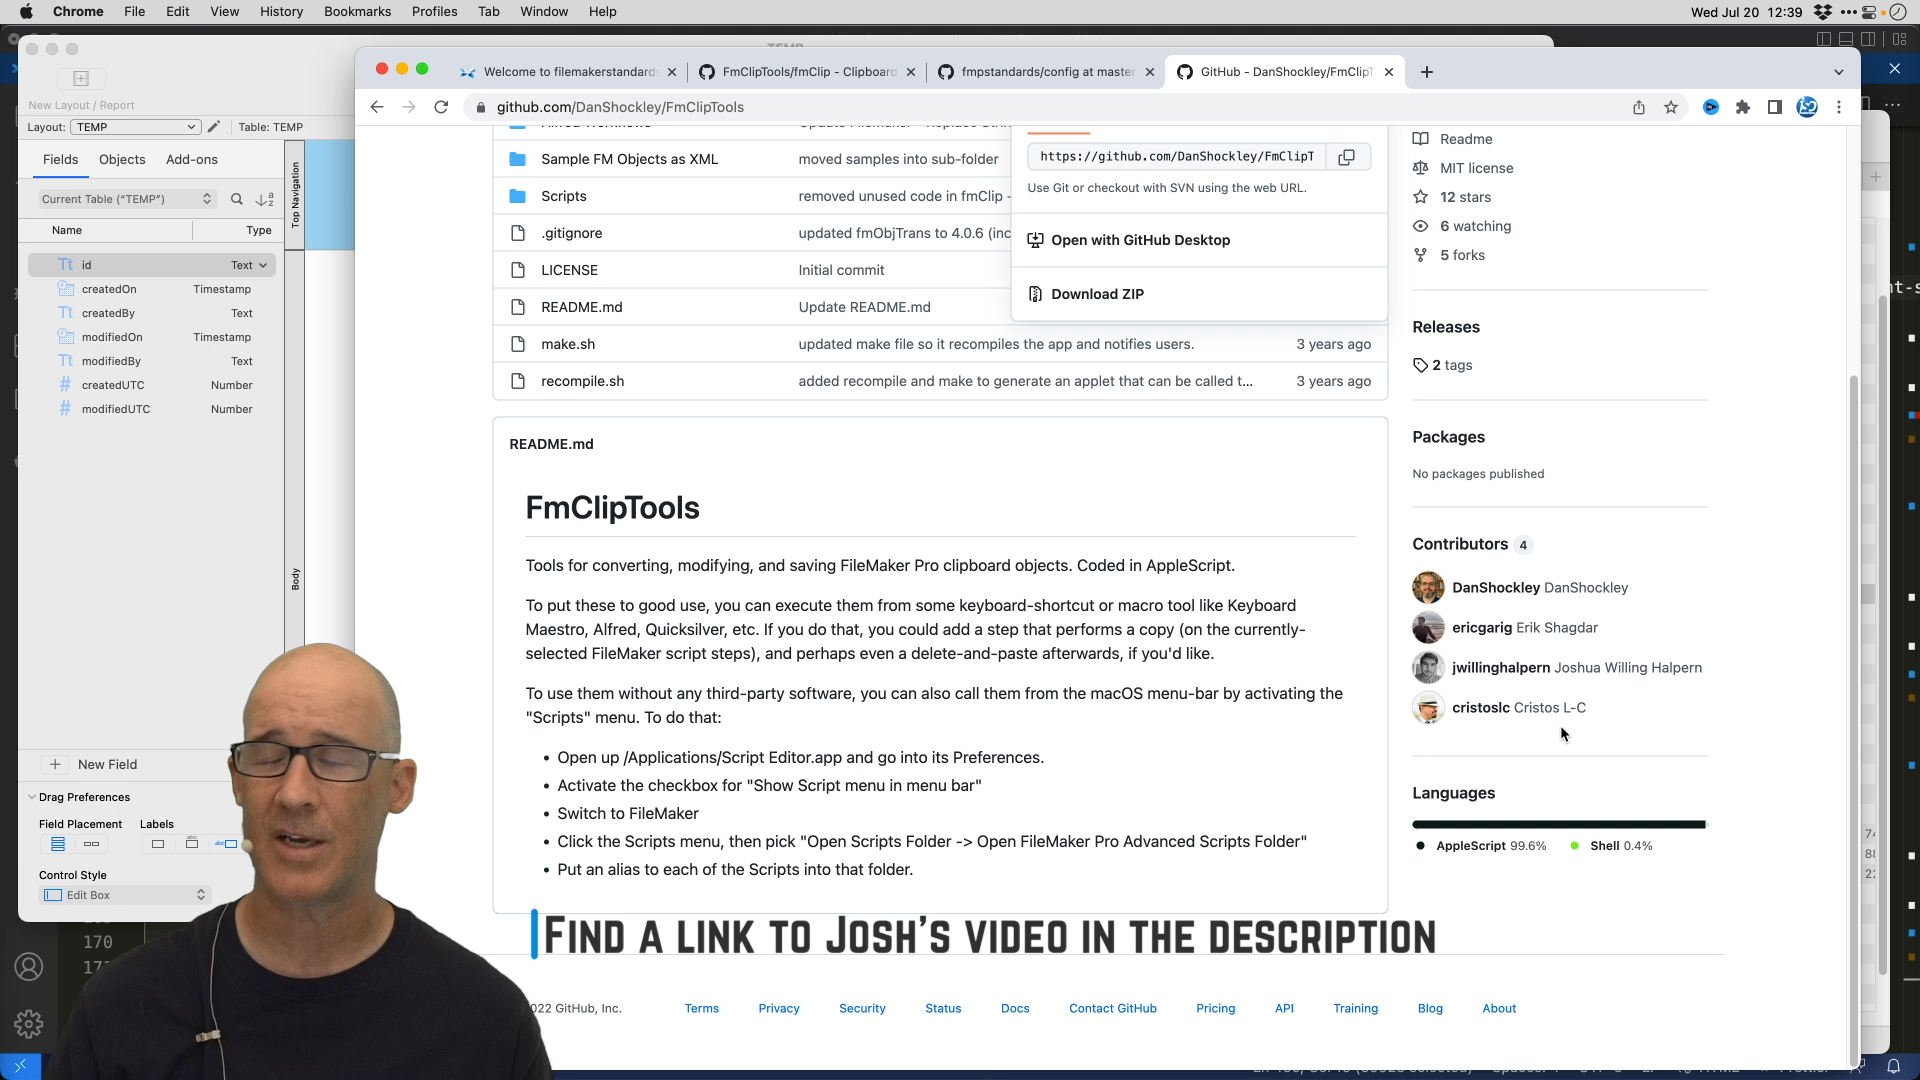 Chrome File Edit View History Bookmarks Profiles Tab Window Help
Wed Jul 20 12:39
New Layout / Report
Layout: TEMP Table: TEMP
Fields Objects Add-ons
Current Table ("TEMP")
Name Type
id Text
createdOn Timestamp
createdBy Text
modifiedOn Timestamp
modifiedBy Text
createdUTC Number
modifiedUTC Number
Top Navigation
Body
New Field
Drag Preferences
Field Placement Labels
Control Style
Edit Box
170
Welcome to filemakerstandards
FmClipTools/fmClip - Clipboard
fmpstandards/config at master
GitHub - DanShockley/FmClipT
github.com/DanShockley/FmClipTools
Sample FM Objects as XML moved samples into sub-folder
Scripts removed unused code in fmClip -
.gitignore updated fmObjTrans to 4.0.6 (inc
LICENSE Initial commit
README.md Update README.md
make.sh updated make file so it recompiles the app and notifies users. 3 years ago
recompile.sh added recompile and make to generate an applet that can be called t... 3 years ago
https://github.com/DanShockley/FmClipT
Use Git or checkout with SVN using the web URL.
Open with GitHub Desktop
Download ZIP
README.md
FmClipTools
Tools for converting, modifying, and saving FileMaker Pro clipboard objects. Coded in AppleScript.
To put these to good use, you can execute them from some keyboard-shortcut or macro tool like Keyboard
Maestro, Alfred, Quicksilver, etc. If you do that, you could add a step that performs a copy (on the currently-
selected FileMaker script steps), and perhaps even a delete-and-paste afterwards, if you'd like.
To use them without any third-party software, you can also call them from the macOS menu-bar by activating the
"Scripts" menu. To do that:
• Open up /Applications/Script Editor.app and go into its Preferences.
• Activate the checkbox for "Show Script menu in menu bar"
• Switch to FileMaker
• Click the Scripts menu, then pick "Open Scripts Folder -> Open FileMaker Pro Advanced Scripts Folder"
• Put an alias to each of the Scripts into that folder.
Readme
MIT license
12 stars
6 watching
5 forks
Releases
2 tags
Packages
No packages published
Contributors 4
DanShockley DanShockley
ericgarig Erik Shagdar
jwillinghalpern Joshua Willing Halpern
cristoslc Cristos L-C
Languages
AppleScript 99.6% Shell 0.4%
FIND A LINK TO JOSH'S VIDEO IN THE DESCRIPTION
022 GitHub, Inc. Terms Privacy Security Status Docs Contact GitHub Pricing API Training Blog About